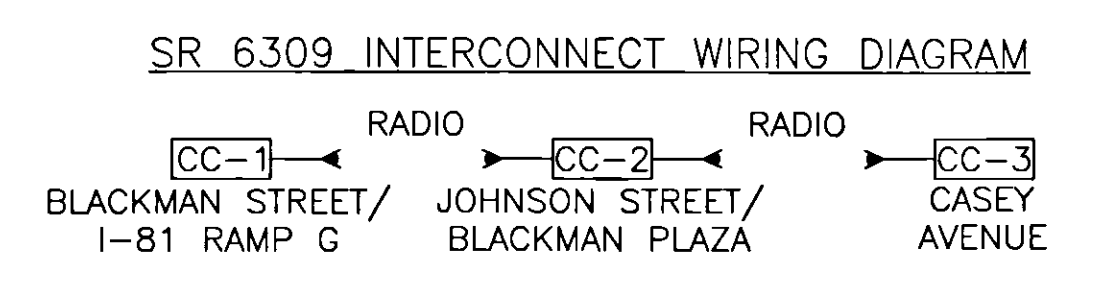 SR 6309 INTERCONNECT WIRING DIAGRAM
RADIO RADIO
CC-1 CC-2 CC-3
BLACKMAN STREET/ JOHNSON STREET/ CASEY
I-81 RAMP G BLACKMAN PLAZA AVENUE